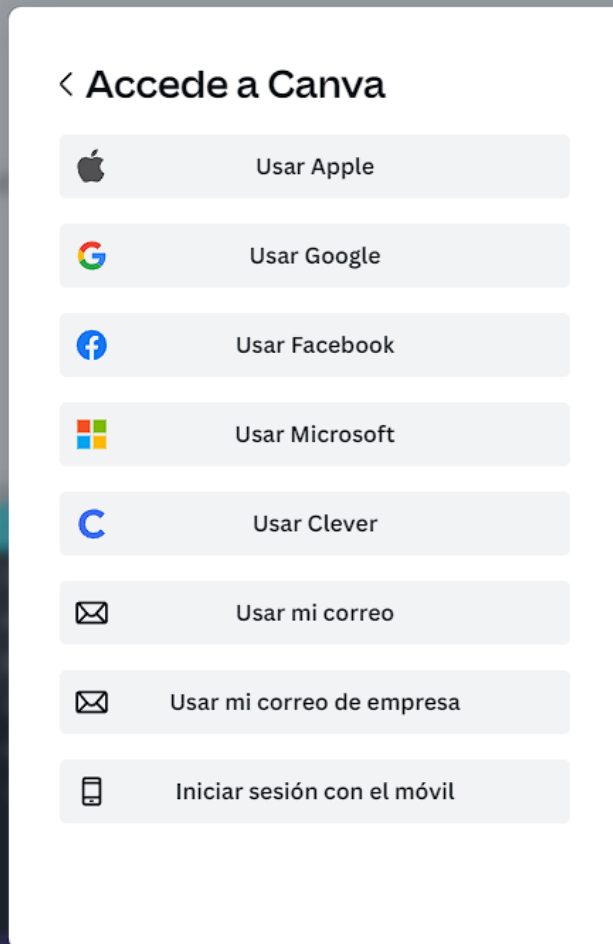 Accede a Canva
Usar Apple
Usar Google
Usar Facebook
Usar Microsoft
Usar Clever
Usar mi correo
Usar mi correo de empresa
Iniciar sesión con el móvil